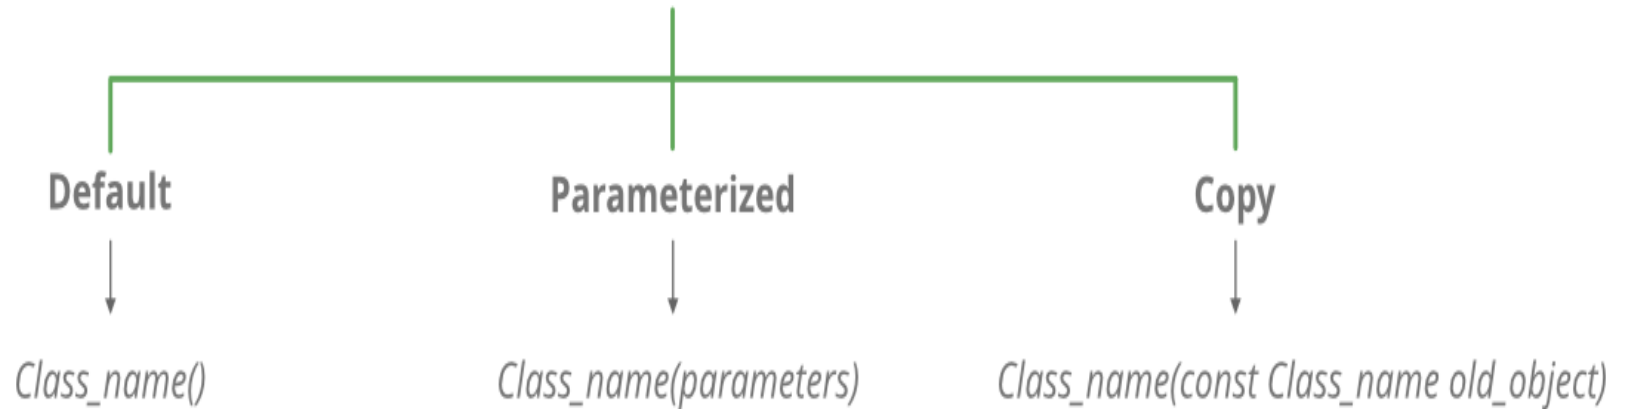 Default Parameterized Copy
Class_name() Class_name(parameters) Class_name(const Class_name old_object)